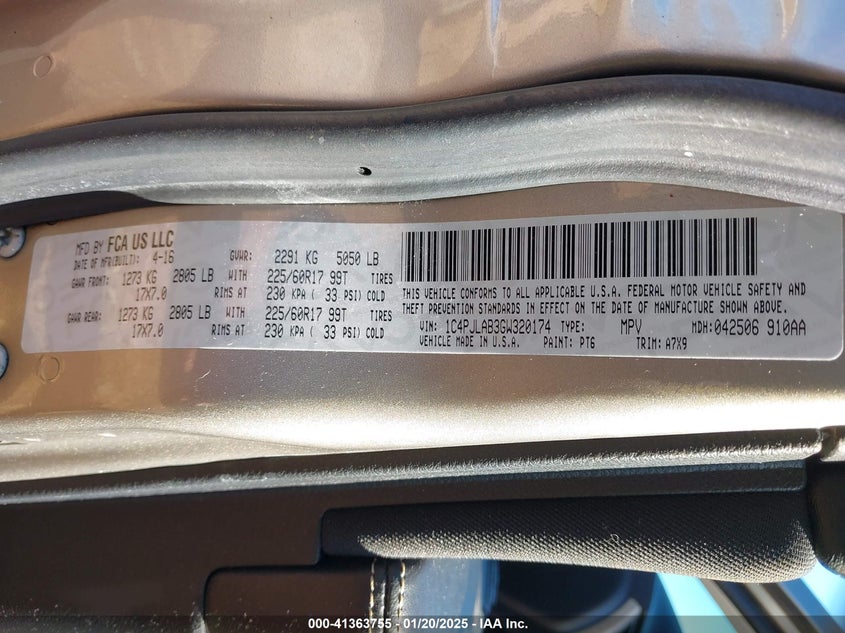 MFD BY FCA US LLC
DATE OF MFR(BUILT): 4-16
GVWR: 2291 KG 5050 LB
GAWR FRONT: 1273 KG 2805 LB WITH 225/60R17 99T TIRES
17X7.0 RIMS AT 230 KPA ( 33 PSI) COLD
GAWR REAR: 1273 KG 2805 LB WITH 225/60R17 99T TIRES
17X7.0 RIMS AT 230 KPA ( 33 PSI) COLD
THIS VEHICLE CONFORMS TO ALL APPLICABLE U.S.A. FEDERAL MOTOR VEHICLE SAFETY AND
THEFT PREVENTION STANDARDS IN EFFECT ON THE DATE OF MANUFACTURE SHOWN ABOVE.
VIN: 1C4PJLAB3GW320174 TYPE: MPV MDH: 042506 910AA
VEHICLE MADE IN U.S.A. PAINT: PT6 TRIM: A7X9
000-41363755 — 01/20/2025 — IAA Inc.